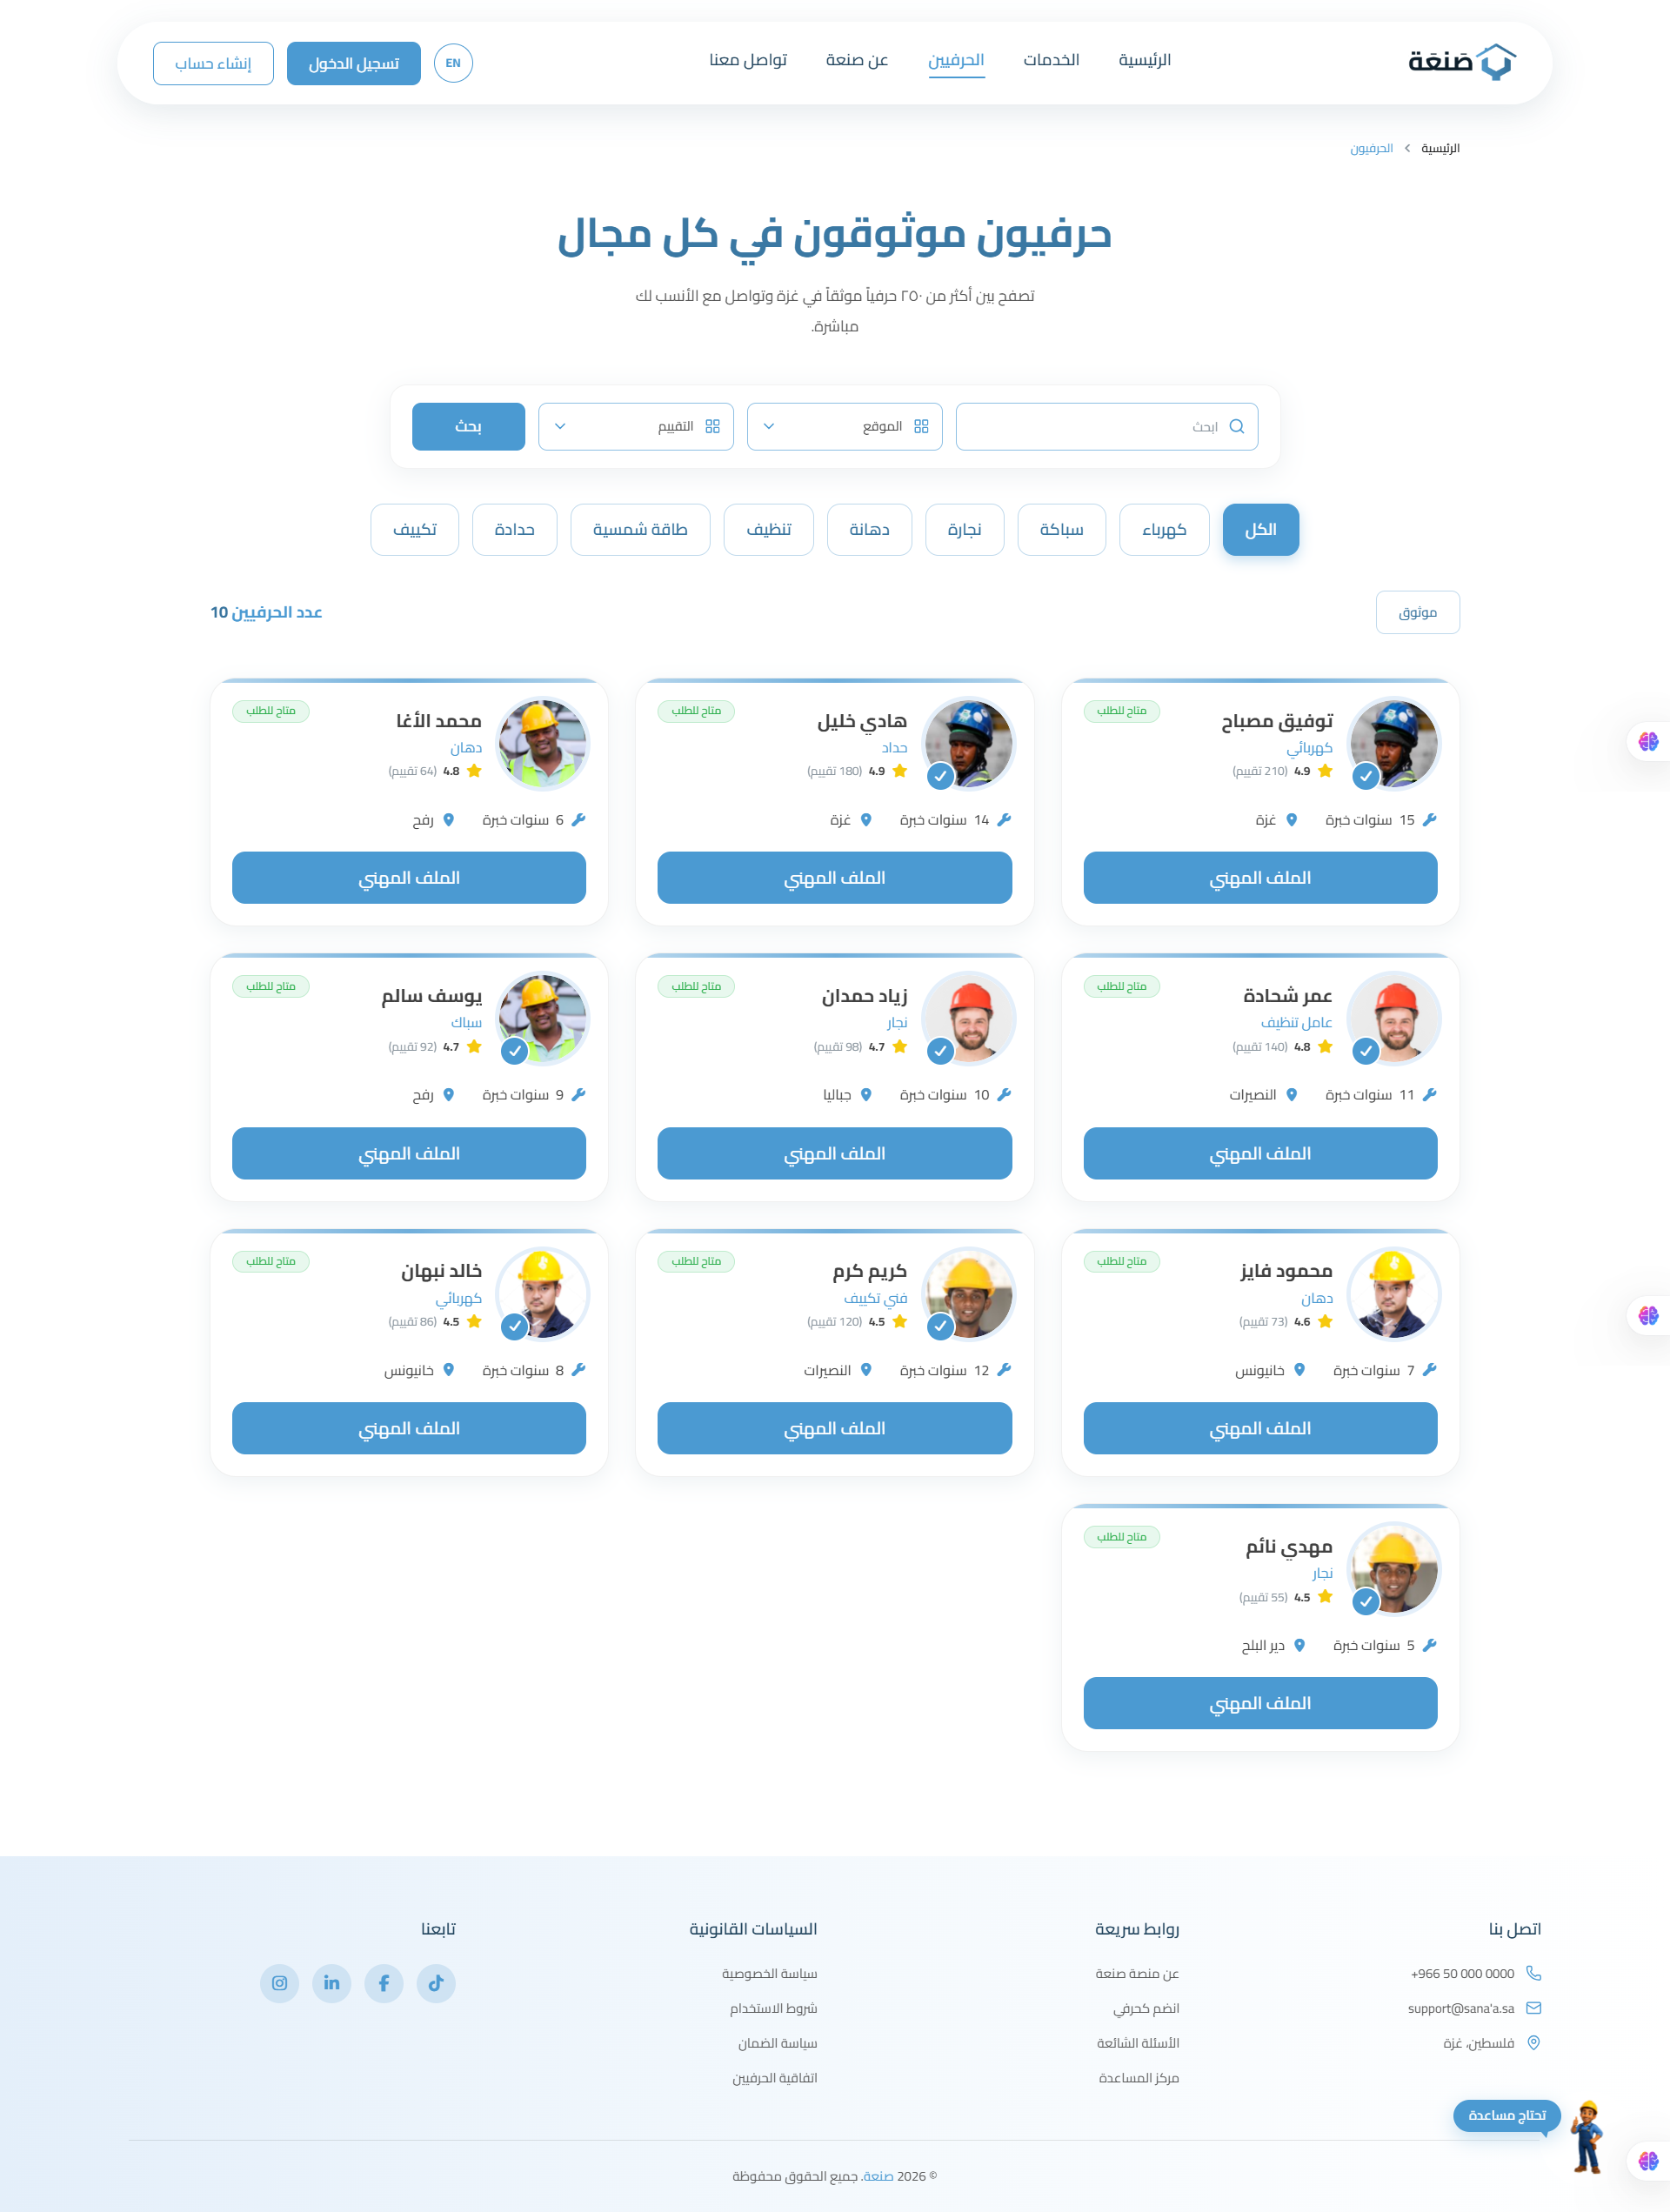 صَنعَة
الرئيسية
الخدمات
الحرفيين
عن صنعة
تواصل معنا
EN
تسجيل الدخول
إنشاء حساب
الرئيسية
الحرفيون
حرفيون موثوقون في كل مجال
تصفح بين أكثر من ٢٥٠ حرفياً موثقاً في غزة وتواصل مع الأنسب لك
مباشرة.
ابحث
الموقع
التقييم
بحث
الكل
كهرباء
سباكة
نجارة
دهانة
تنظيف
طاقة شمسية
حدادة
تكييف
موثوق
عدد الحرفيين 10
توفيق مصباح
متاح للطلب
كهربائي
4.9 (210 تقييم)
15 سنوات خبرة
غزة
الملف المهني
هادي خليل
متاح للطلب
حداد
4.9 (180 تقييم)
14 سنوات خبرة
غزة
الملف المهني
محمد الأغا
متاح للطلب
دهان
4.8 (64 تقييم)
6 سنوات خبرة
رفح
الملف المهني
عمر شحادة
متاح للطلب
عامل تنظيف
4.8 (140 تقييم)
11 سنوات خبرة
النصيرات
الملف المهني
زياد حمدان
متاح للطلب
نجار
4.7 (98 تقييم)
10 سنوات خبرة
جباليا
الملف المهني
يوسف سالم
متاح للطلب
سباك
4.7 (92 تقييم)
9 سنوات خبرة
رفح
الملف المهني
محمود فايز
متاح للطلب
دهان
4.6 (73 تقييم)
7 سنوات خبرة
خانيونس
الملف المهني
كريم كرم
متاح للطلب
فني تكييف
4.5 (120 تقييم)
12 سنوات خبرة
النصيرات
الملف المهني
خالد نبهان
متاح للطلب
كهربائي
4.5 (86 تقييم)
8 سنوات خبرة
خانيونس
الملف المهني
مهدي نائم
متاح للطلب
نجار
4.5 (55 تقييم)
5 سنوات خبرة
دير البلح
الملف المهني
اتصل بنا
+966 50 000 0000
support@sana'a.sa
فلسطين، غزة
روابط سريعة
عن منصة صنعة
انضم كحرفي
الأسئلة الشائعة
مركز المساعدة
السياسات القانونية
سياسة الخصوصية
شروط الاستخدام
سياسة الضمان
اتفاقية الحرفيين
تابعنا
تحتاج مساعدة
© 2026 صنعة. جميع الحقوق محفوظة